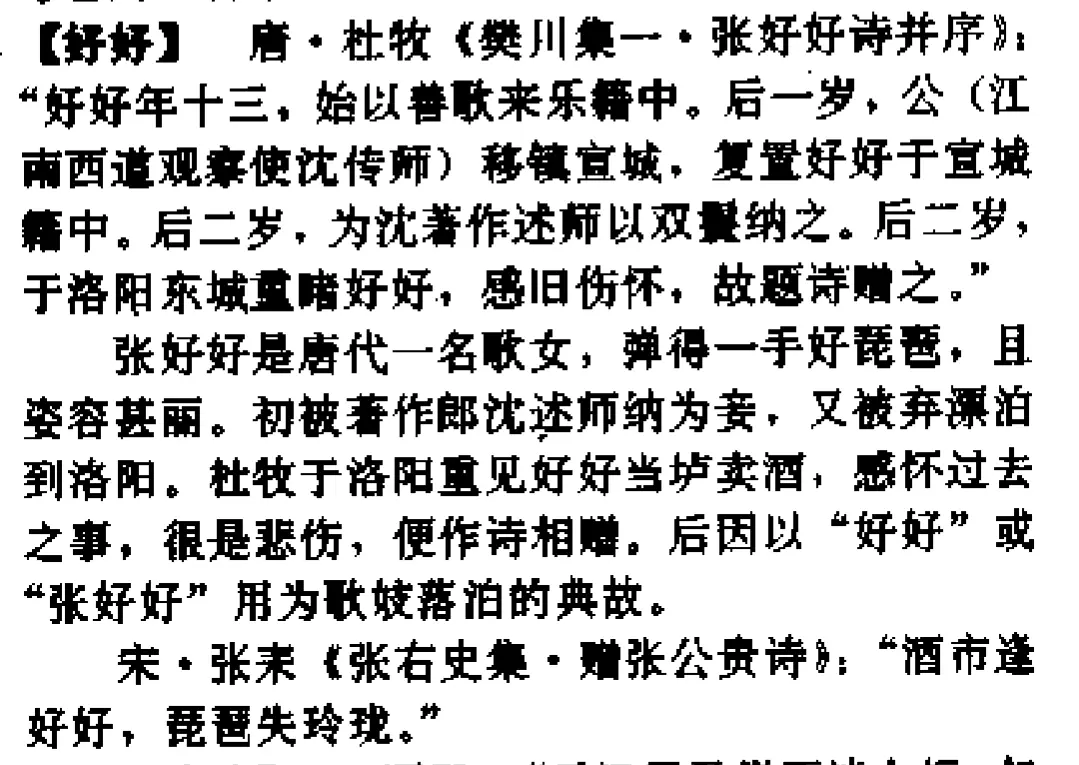 【好好】 唐·杜牧《樊川集一·张好好诗并序》：
“好好年十三，始以善歌来乐籍中。后一岁，公（江
南西道观察使沈传师）移镇宣城，复置好好于宣城
籍中。后二岁，为沈著作述师以双鬟纳之。后二岁，
于洛阳东城重睹好好，感旧伤怀，故题诗赠之。”
张好好是唐代一名歌女，弹得一手好琵琶，且
姿容甚丽。初被著作郎沈述师纳为妾，又被弃漂泊
到洛阳。杜牧于洛阳重见好好当垆卖酒，感怀过去
之事，很是悲伤，便作诗相赠。后因以“好好”或
“张好好”用为歌妓落泊的典故。
宋·张耒《张右史集·赠张公贵诗》：“酒市逢
好好，琵琶失玲珑。”